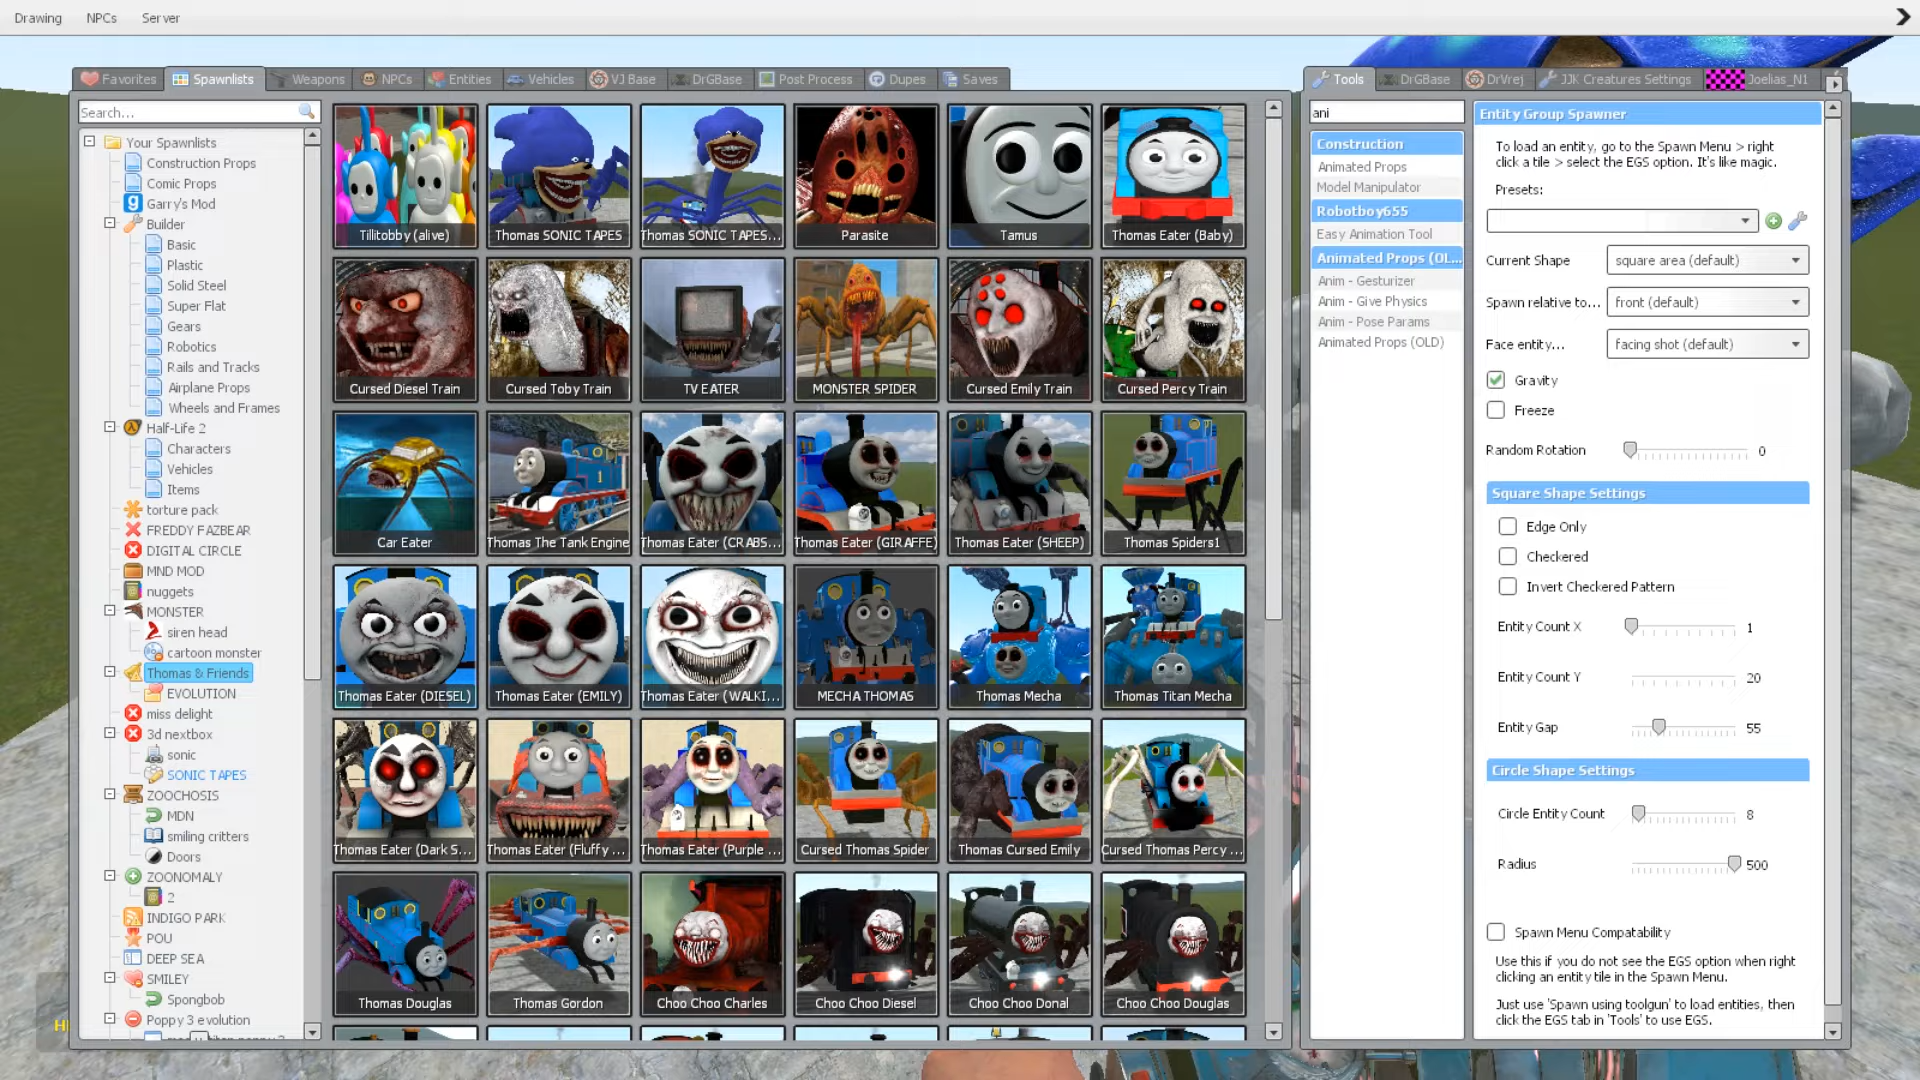 Drawing NPCs Server
Favorites Spawnlists Weapons NPCs Entities Vehicles VJ Base DrGBase Post Process Dupes Saves
Search...
Your Spawnlists
Construction Props
Comic Props
Garry's Mod
Builder
Basic
Plastic
Solid Steel
Super Flat
Gears
Robotics
Rails and Tracks
Airplane Props
Wheels and Frames
Half-Life 2
Characters
Vehicles
Items
torture pack
FREDDY FAZBEAR
DIGITAL CIRCLE
MND MOD
nuggets
MONSTER
siren head
cartoon monster
Thomas & Friends
EVOLUTION
miss delight
3d nextbox
sonic
SONIC TAPES
ZOOCHOSIS
MDN
smiling critters
Doors
ZOONOMALY
2
INDIGO PARK
POU
DEEP SEA
SMILEY
Spongbob
Poppy 3 evolution
Tillitobby (alive) Thomas SONIC TAPES Thomas SONIC TAPES... Parasite Tamus Thomas Eater (Baby)
Cursed Diesel Train Cursed Toby Train TV EATER MONSTER SPIDER Cursed Emily Train Cursed Percy Train
Car Eater Thomas The Tank Engine Thomas Eater (CRABS... Thomas Eater (GIRAFFE) Thomas Eater (SHEEP) Thomas Spiders1
Thomas Eater (DIESEL) Thomas Eater (EMILY) Thomas Eater (WALKI... MECHA THOMAS Thomas Mecha Thomas Titan Mecha
Thomas Eater (Dark S... Thomas Eater (Fluffy ... Thomas Eater (Purple ... Cursed Thomas Spider Thomas Cursed Emily Cursed Thomas Percy ...
Thomas Douglas Thomas Gordon Choo Choo Charles Choo Choo Diesel Choo Choo Donal Choo Choo Douglas
Tools DrGBase DrVrej JJK Creatures Settings Joelias_N1
ani
Construction
Animated Props
Model Manipulator
Robotboy655
Easy Animation Tool
Animated Props (OL...
Anim - Gesturizer
Anim - Give Physics
Anim - Pose Params
Animated Props (OLD)
Entity Group Spawner
To load an entity, go to the Spawn Menu > right
click a tile > select the EGS option. It's like magic.
Presets:
Current Shape square area (default)
Spawn relative to... front (default)
Face entity... facing shot (default)
Gravity
Freeze
Random Rotation 0
Square Shape Settings
Edge Only
Checkered
Invert Checkered Pattern
Entity Count X 1
Entity Count Y 20
Entity Gap 55
Circle Shape Settings
Circle Entity Count 8
Radius 500
Spawn Menu Compatability
Use this if you do not see the EGS option when right
clicking an entity tile in the Spawn Menu.
Just use 'Spawn using toolgun' to load entities, then
click the EGS tab in 'Tools' to use EGS.